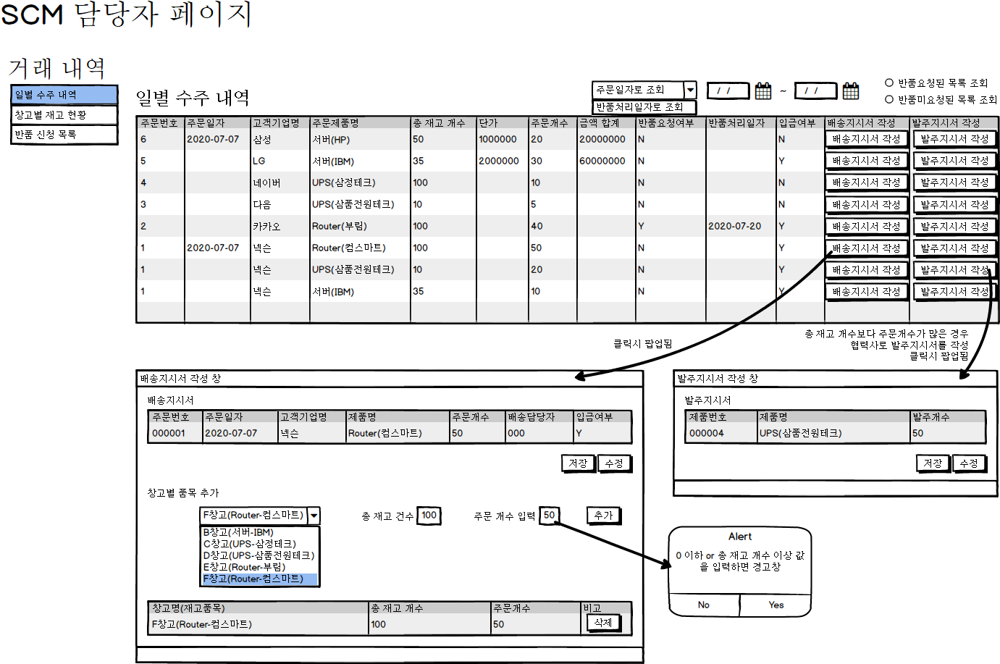 SCM 담당자 페이지
거래 내역
일별 수주 내역
창고별 재고 현황
반품 신청 목록
일별 수주 내역
주문일자로 조회
반품처리일자로 조회
/ / ~ / /
반품요청된 목록 조회
반품미요청된 목록 조회
주문번호 주문일자 고객기업명 주문제품명 총 재고 개수 단가 주문개수 금액 합계 반품요청여부 반품처리일자 입금여부 배송지시서 작성 발주지시서 작성
6 2020-07-07 삼성 서버(HP) 50 1000000 20 20000000 N N 배송지시서 작성 발주지시서 작성
5 LG 서버(IBM) 35 2000000 30 60000000 N Y 배송지시서 작성 발주지시서 작성
4 네이버 UPS(삼정테크) 100 10 N N 배송지시서 작성 발주지시서 작성
3 다음 UPS(삼품전원테크) 10 5 N N 배송지시서 작성 발주지시서 작성
2 카카오 Router(부림) 100 40 Y 2020-07-20 Y 배송지시서 작성 발주지시서 작성
1 2020-07-07 넥슨 Router(컴스마트) 100 50 N Y 배송지시서 작성 발주지시서 작성
1 넥슨 UPS(삼품전원테크) 10 20 N Y 배송지시서 작성 발주지시서 작성
1 넥슨 서버(IBM) 35 10 N Y 배송지시서 작성 발주지시서 작성
클릭시 팝업됨
총 재고 개수보다 주문개수가 많은 경우
협력사로 발주지시서를 작성
클릭시 팝업됨
배송지시서 작성 창
배송지시서
주문번호 주문일자 고객기업명 제품명 주문개수 배송담당자 입금여부
000001 2020-07-07 넥슨 Router(컴스마트) 50 000 Y
저장 수정
창고별 품목 추가
F창고(Router-컴스마트) 총 재고 건수 100 주문 개수 입력 50 추가
B창고(서버-IBM)
C창고(UPS-삼정테크)
D창고(UPS-삼품전원테크)
E창고(Router-부림)
F창고(Router-컴스마트)
창고명(재고품목) 총 재고 개수 주문개수 비고
F창고(Router-컴스마트) 100 50 삭제
발주지시서 작성 창
발주지시서
제품번호 제품명 발주개수
000004 UPS(삼품전원테크) 50
저장 수정
Alert
0 이하 or 총 재고 개수 이상 값
을 입력하면 경고창
No Yes